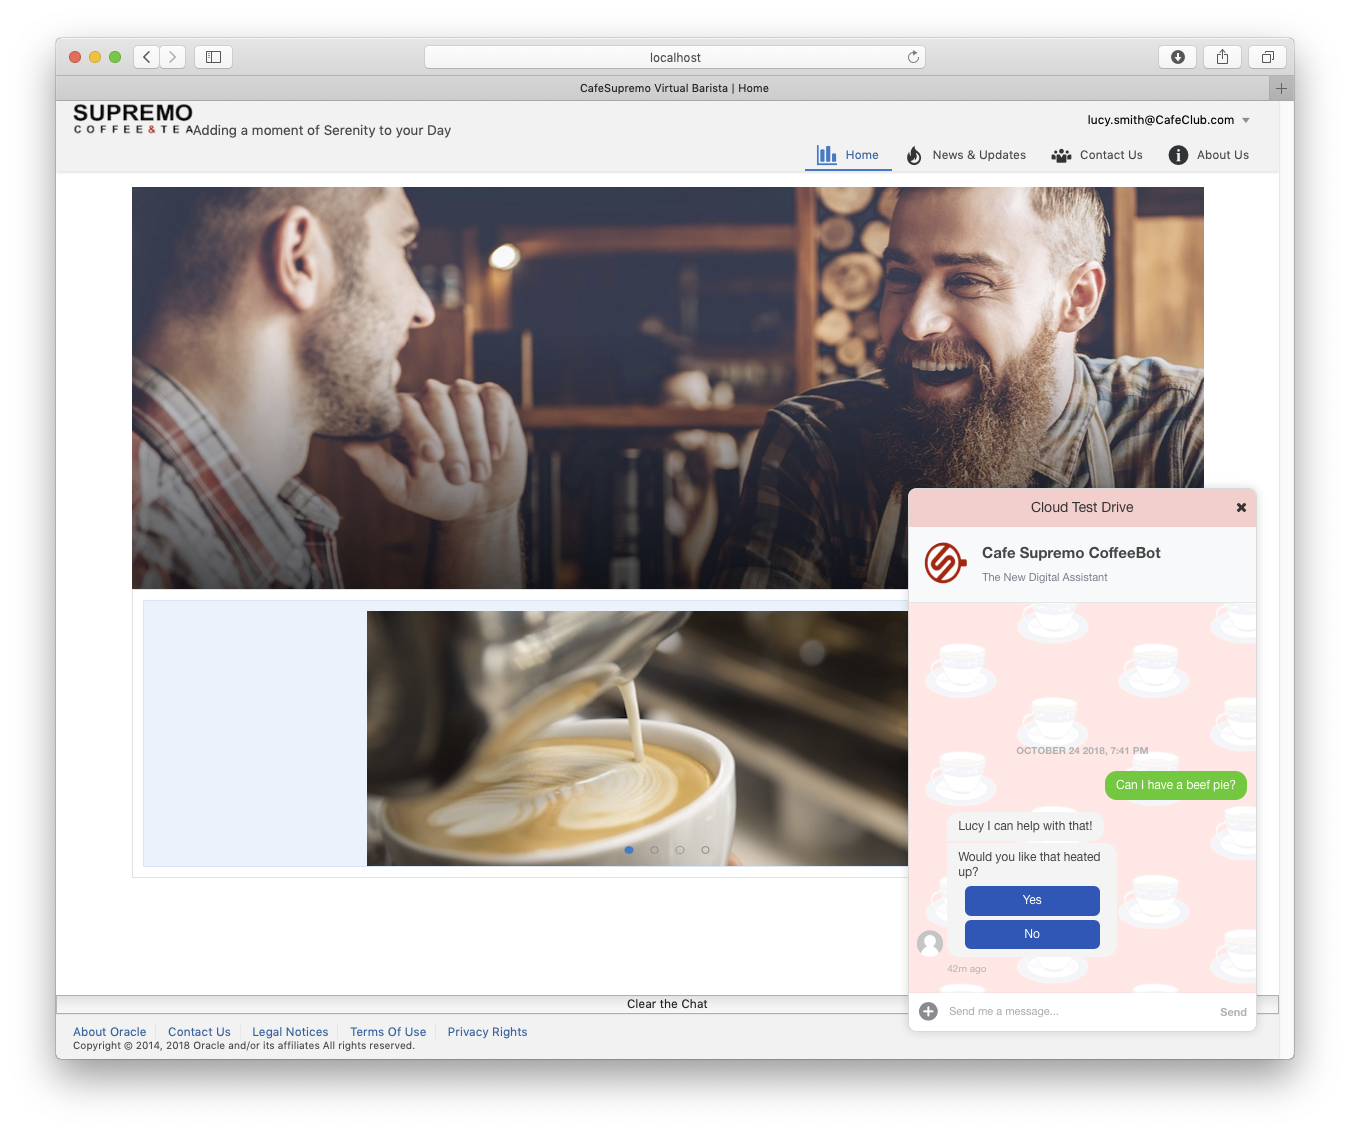 localhost
CafeSupremo Virtual Barista | Home
SUPREMO
COFFEE&TEA
Adding a moment of Serenity to your Day
lucy.smith@CafeClub.com
Home
News & Updates
Contact Us
About Us
Cloud Test Drive
Cafe Supremo CoffeeBot
The New Digital Assistant
OCTOBER 24 2018, 7:41 PM
Can I have a beef pie?
Lucy I can help with that!
Would you like that heated
up?
Yes
No
42m ago
Send me a message...
Send
Clear the Chat
About Oracle
Contact Us
Legal Notices
Terms Of Use
Privacy Rights
Copyright © 2014, 2018 Oracle and/or its affiliates All rights reserved.